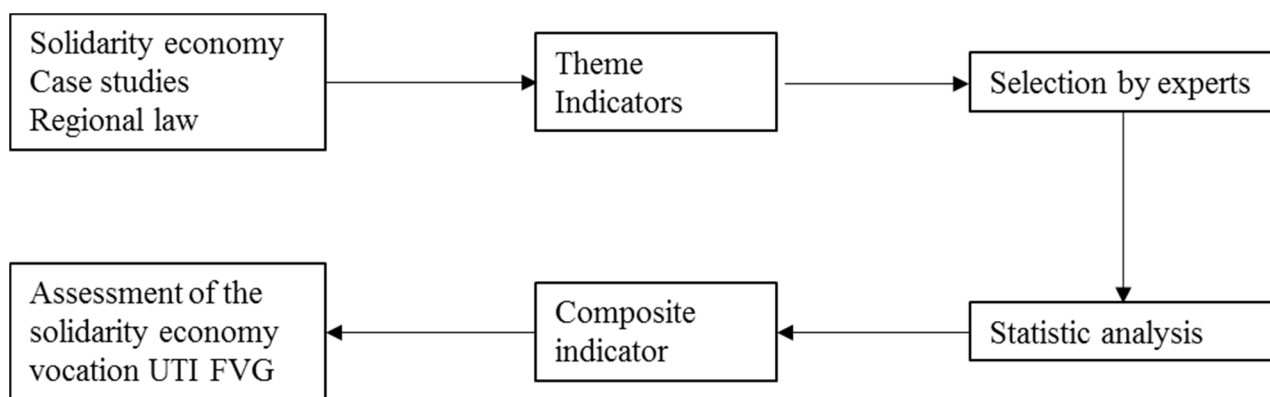 Solidarity economy
Case studies
Regional law
Theme
Indicators
Selection by experts
Statistic analysis
Composite
indicator
Assessment of the
solidarity economy
vocation UTI FVG